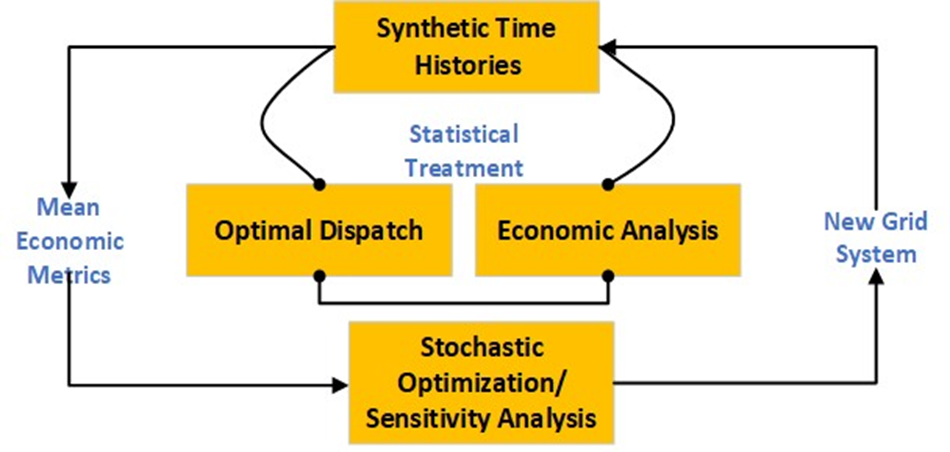 Synthetic Time
Histories
Statistical
Treatment
Mean
Economic
Metrics
Optimal Dispatch
Economic Analysis
New Grid
System
Stochastic
Optimization/
Sensitivity Analysis